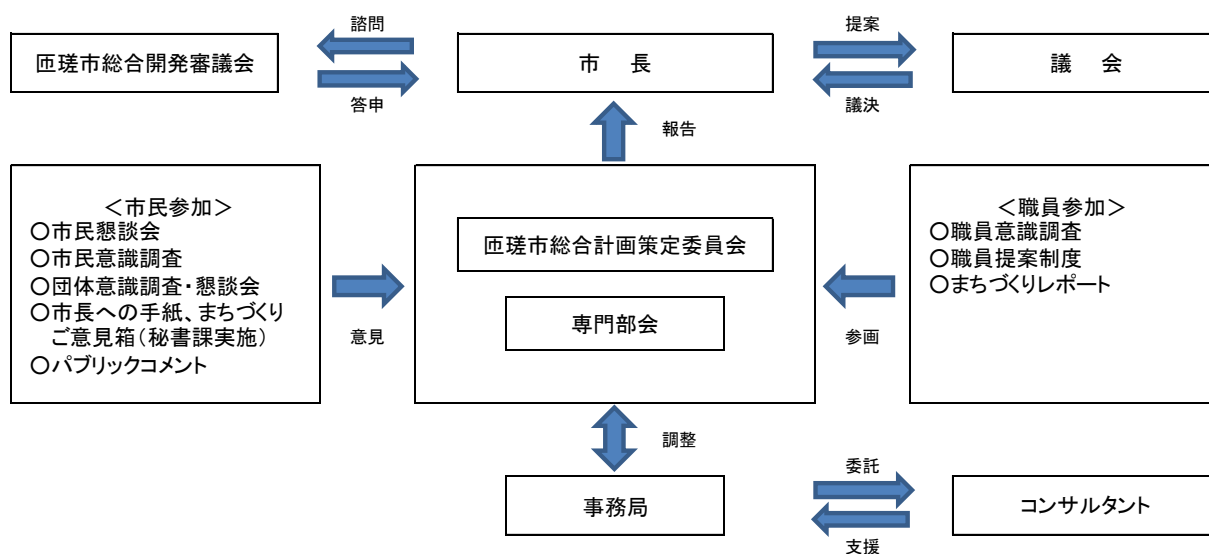 諮問
提案
匝瑳市総合開発審議会
市　長
議　会
答申
議決
報告
＜市民参加＞
○市民懇談会
○市民意識調査
○団体意識調査・懇談会
○市長への手紙、まちづくり
ご意見箱（秘書課実施）
○パブリックコメント
意見
匝瑳市総合計画策定委員会
専門部会
＜職員参加＞
○職員意識調査
○職員提案制度
○まちづくりレポート
参画
調整
事務局
委託
支援
コンサルタント